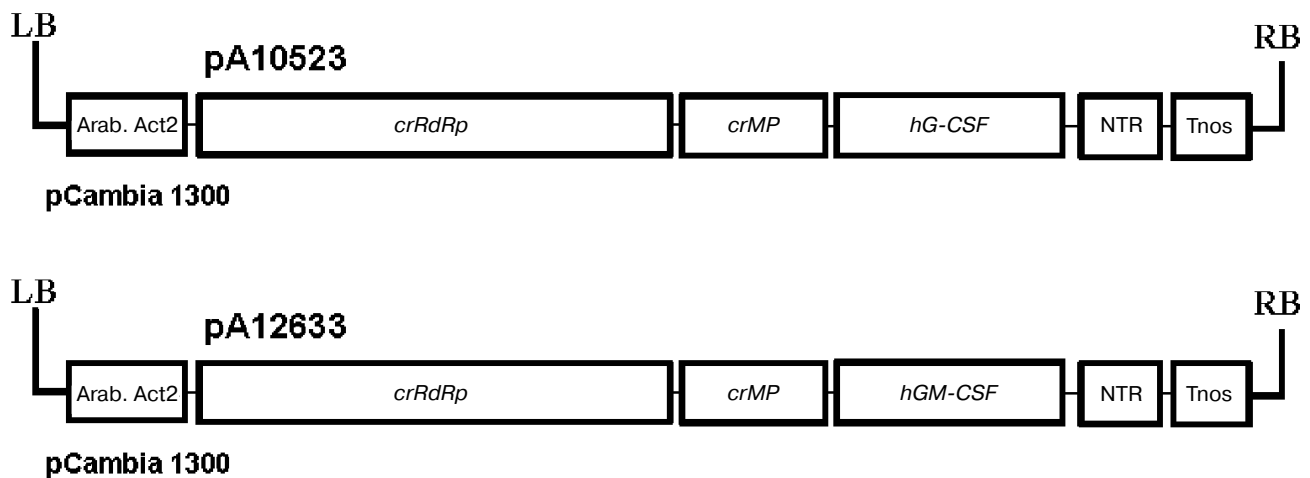 LB
RB
pA10523
Arab. Act2 crRdRp crMP hG-CSF NTR Tnos
pCambia 1300
LB
RB
pA12633
Arab. Act2 crRdRp crMP hGM-CSF NTR Tnos
pCambia 1300